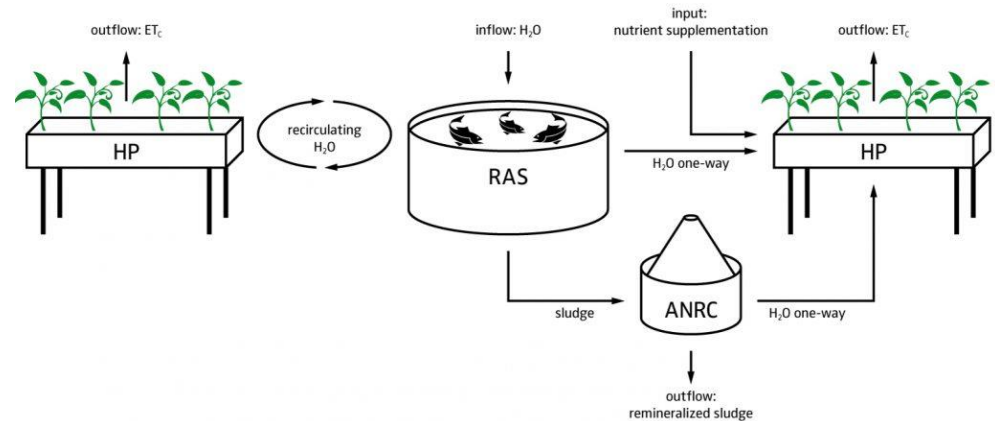 outflow: ETc
inflow: H₂O
input:
nutrient supplementation
outflow: ETc
HP
recirculating
H₂O
RAS
H₂O one-way
HP
sludge
ANRC
H₂O one-way
outflow:
remineralized sludge